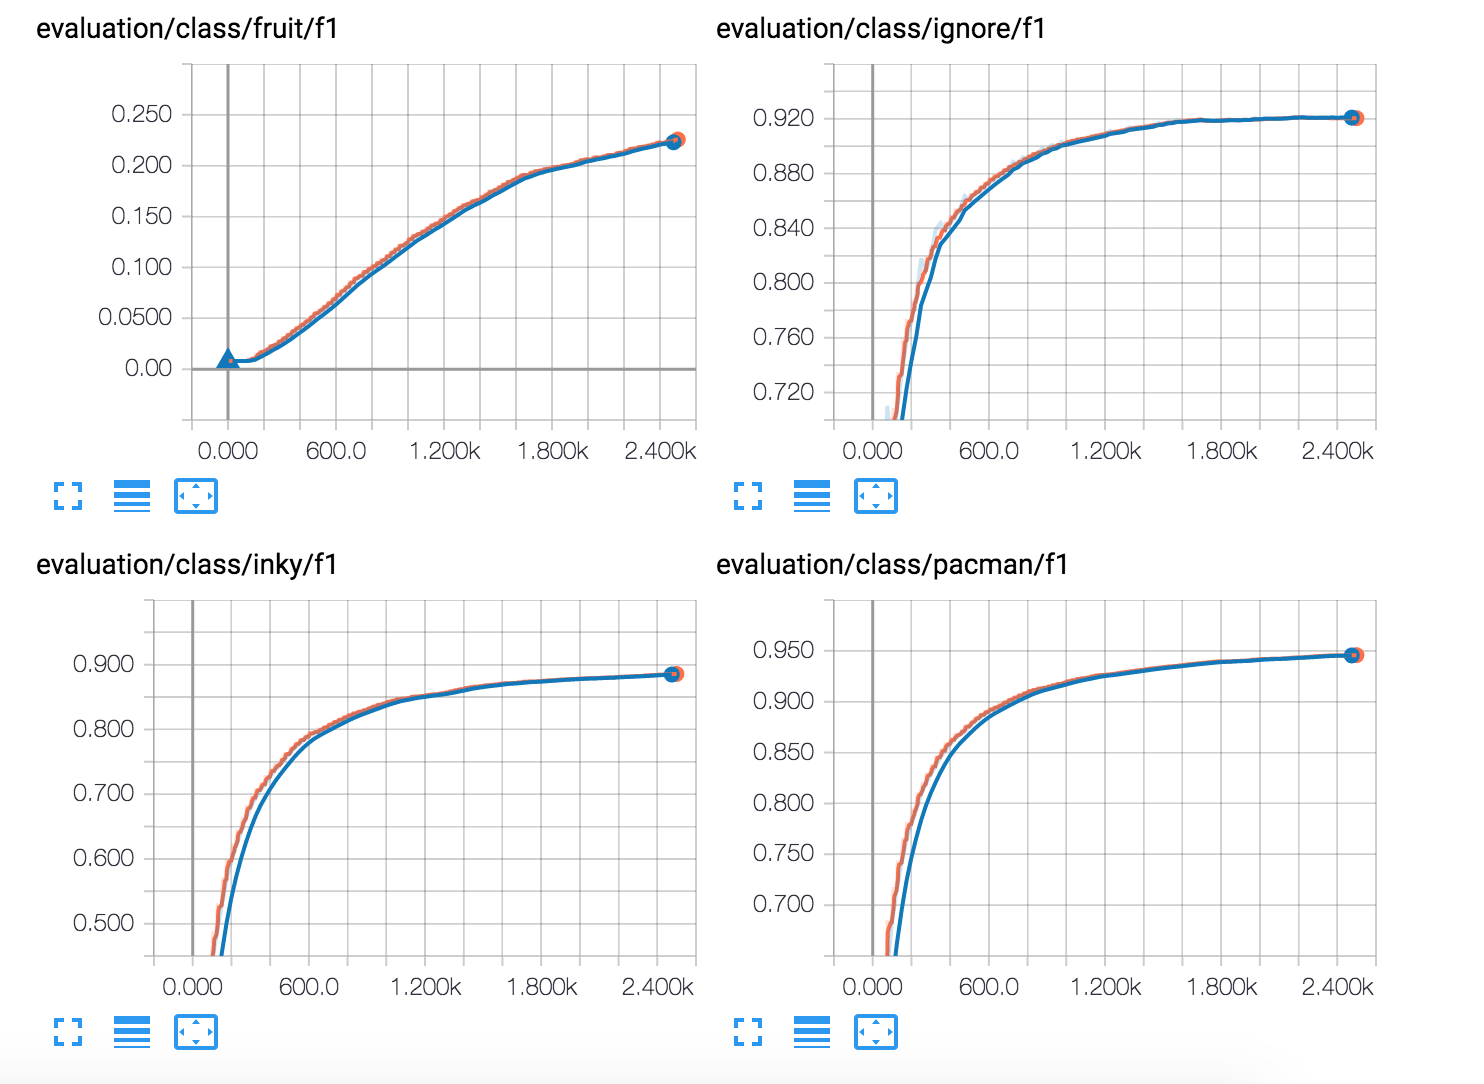 evaluation/class/fruit/f1
0.250
0.200
0.150
0.100
0.0500
0.00
0.000 600.0 1.200k 1.800k 2.400k
evaluation/class/ignore/f1
0.920
0.880
0.840
0.800
0.760
0.720
0.000 600.0 1.200k 1.800k 2.400k
evaluation/class/inky/f1
0.900
0.800
0.700
0.600
0.500
0.000 600.0 1.200k 1.800k 2.400k
evaluation/class/pacman/f1
0.950
0.900
0.850
0.800
0.750
0.700
0.000 600.0 1.200k 1.800k 2.400k